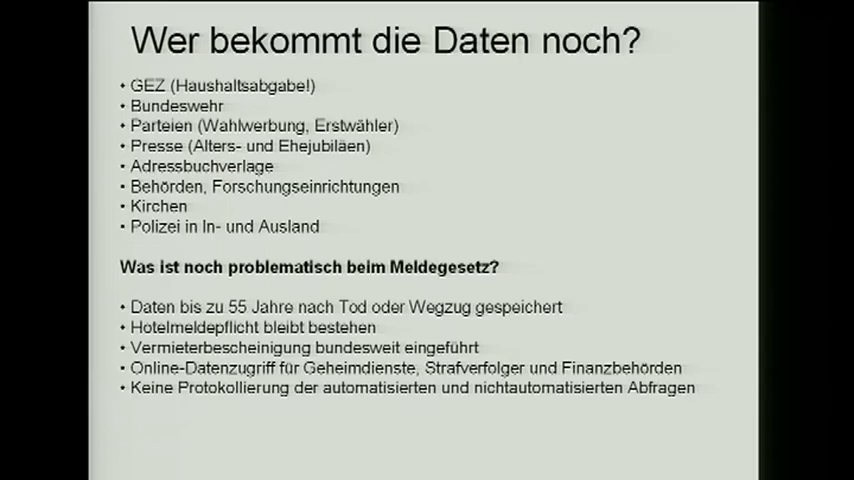 Wer bekommt die Daten noch?
• GEZ (Haushaltsabgabe!)
• Bundeswehr
• Parteien (Wahlwerbung, Erstwähler)
• Presse (Alters- und Ehejubiläen)
• Adressbuchverlage
• Behörden, Forschungseinrichtungen
• Kirchen
• Polizei in In- und Ausland
Was ist noch problematisch beim Meldegesetz?
• Daten bis zu 55 Jahre nach Tod oder Wegzug gespeichert
• Hotelmeldepflicht bleibt bestehen
• Vermieterbescheinigung bundesweit eingeführt
• Online-Datenzugriff für Geheimdienste, Strafverfolger und Finanzbehörden
• Keine Protokollierung der automatisierten und nichtautomatisierten Abfragen